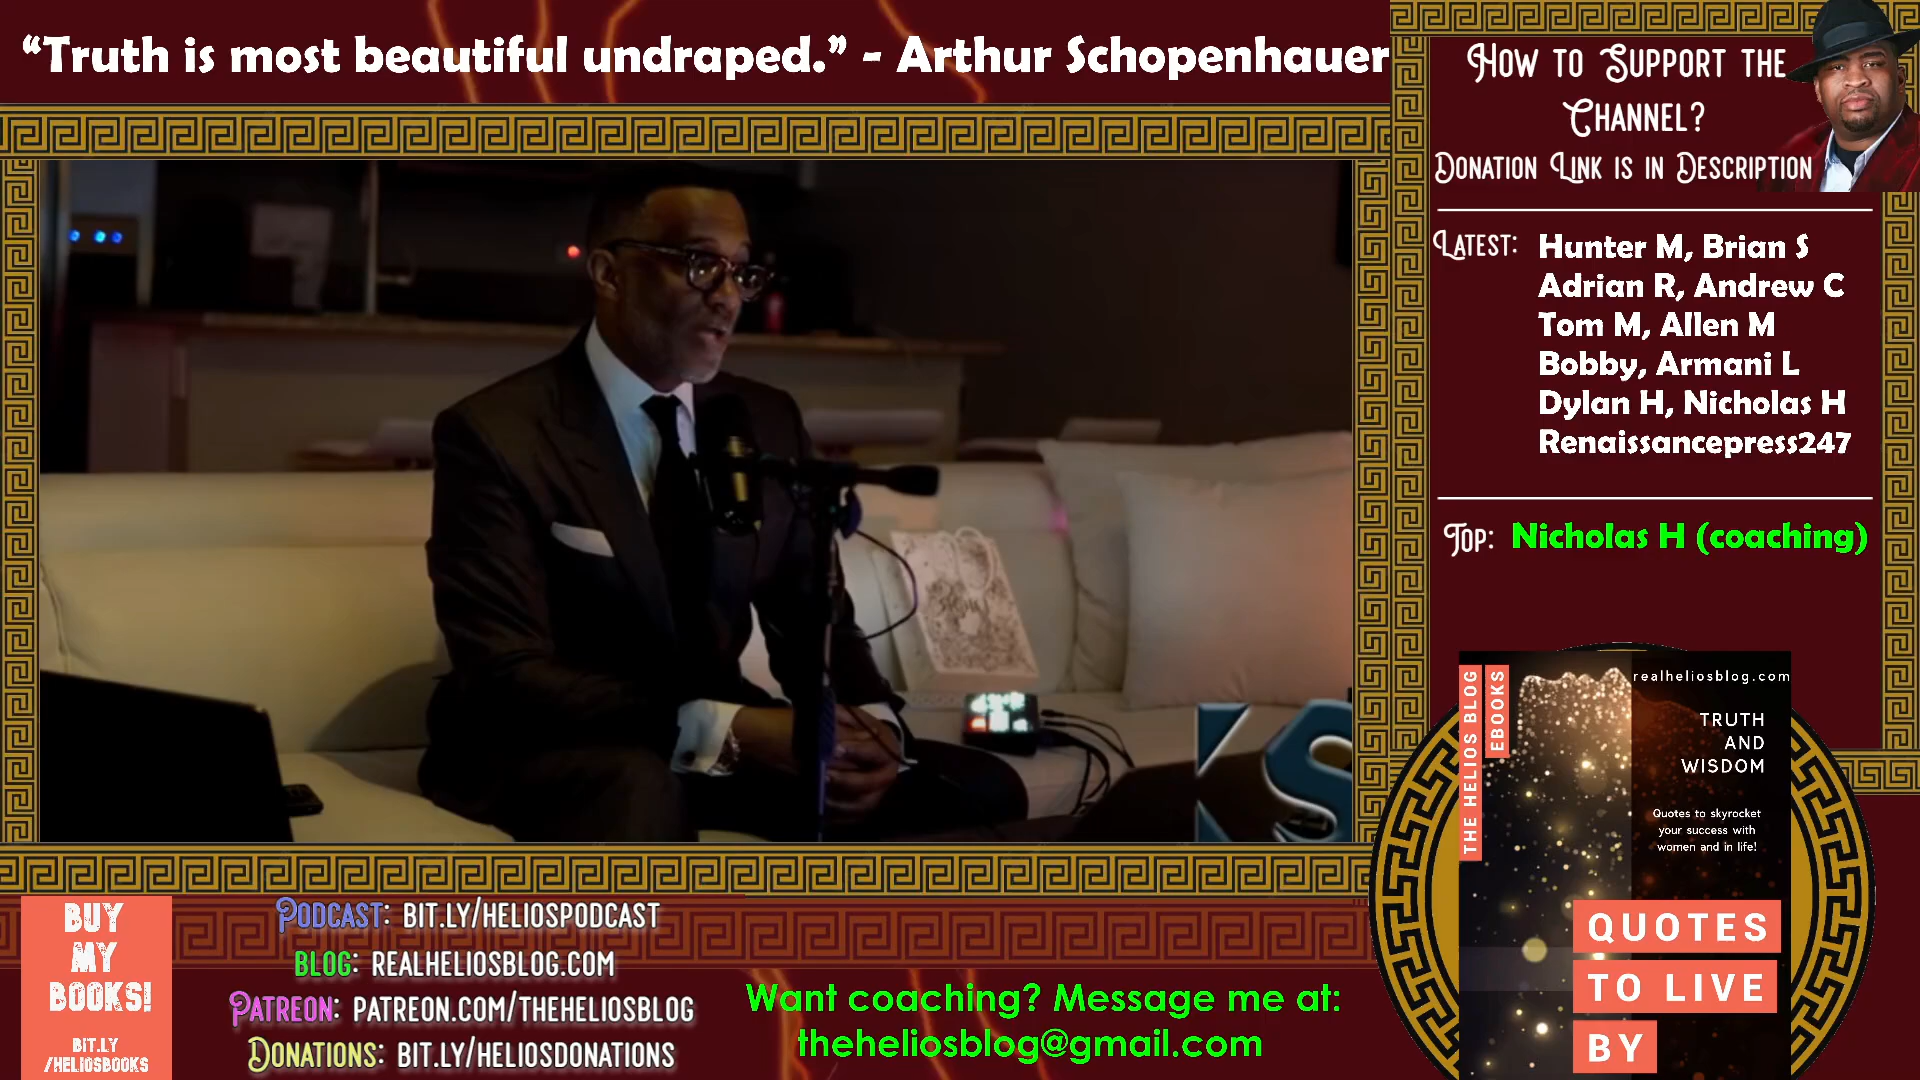 “Truth is most beautiful undraped.” - Arthur Schopenhauer
How to Support the
Channel?
Donation Link is in Description
Latest: Hunter M, Brian S
Adrian R, Andrew C
Tom M, Allen M
Bobby, Armani L
Dylan H, Nicholas H
Renaissancepress247
Top: Nicholas H (coaching)
KS
THE HELIOS BLOG
EBOOKS
realheliosblog.com
TRUTH
AND
WISDOM
Quotes to skyrocket
your success with
women and in life!
QUOTES
TO LIVE
BY
BUY
MY
BOOKS!
BIT.LY
/HELIOSBOOKS
Podcast: BIT.LY/HELIOSPODCAST
BLOG: REALHELIOSBLOG.COM
Patreon: PATREON.COM/THEHELIOSBLOG
Donations: BIT.LY/HELIOSDONATIONS
Want coaching? Message me at:
theheliosblog@gmail.com